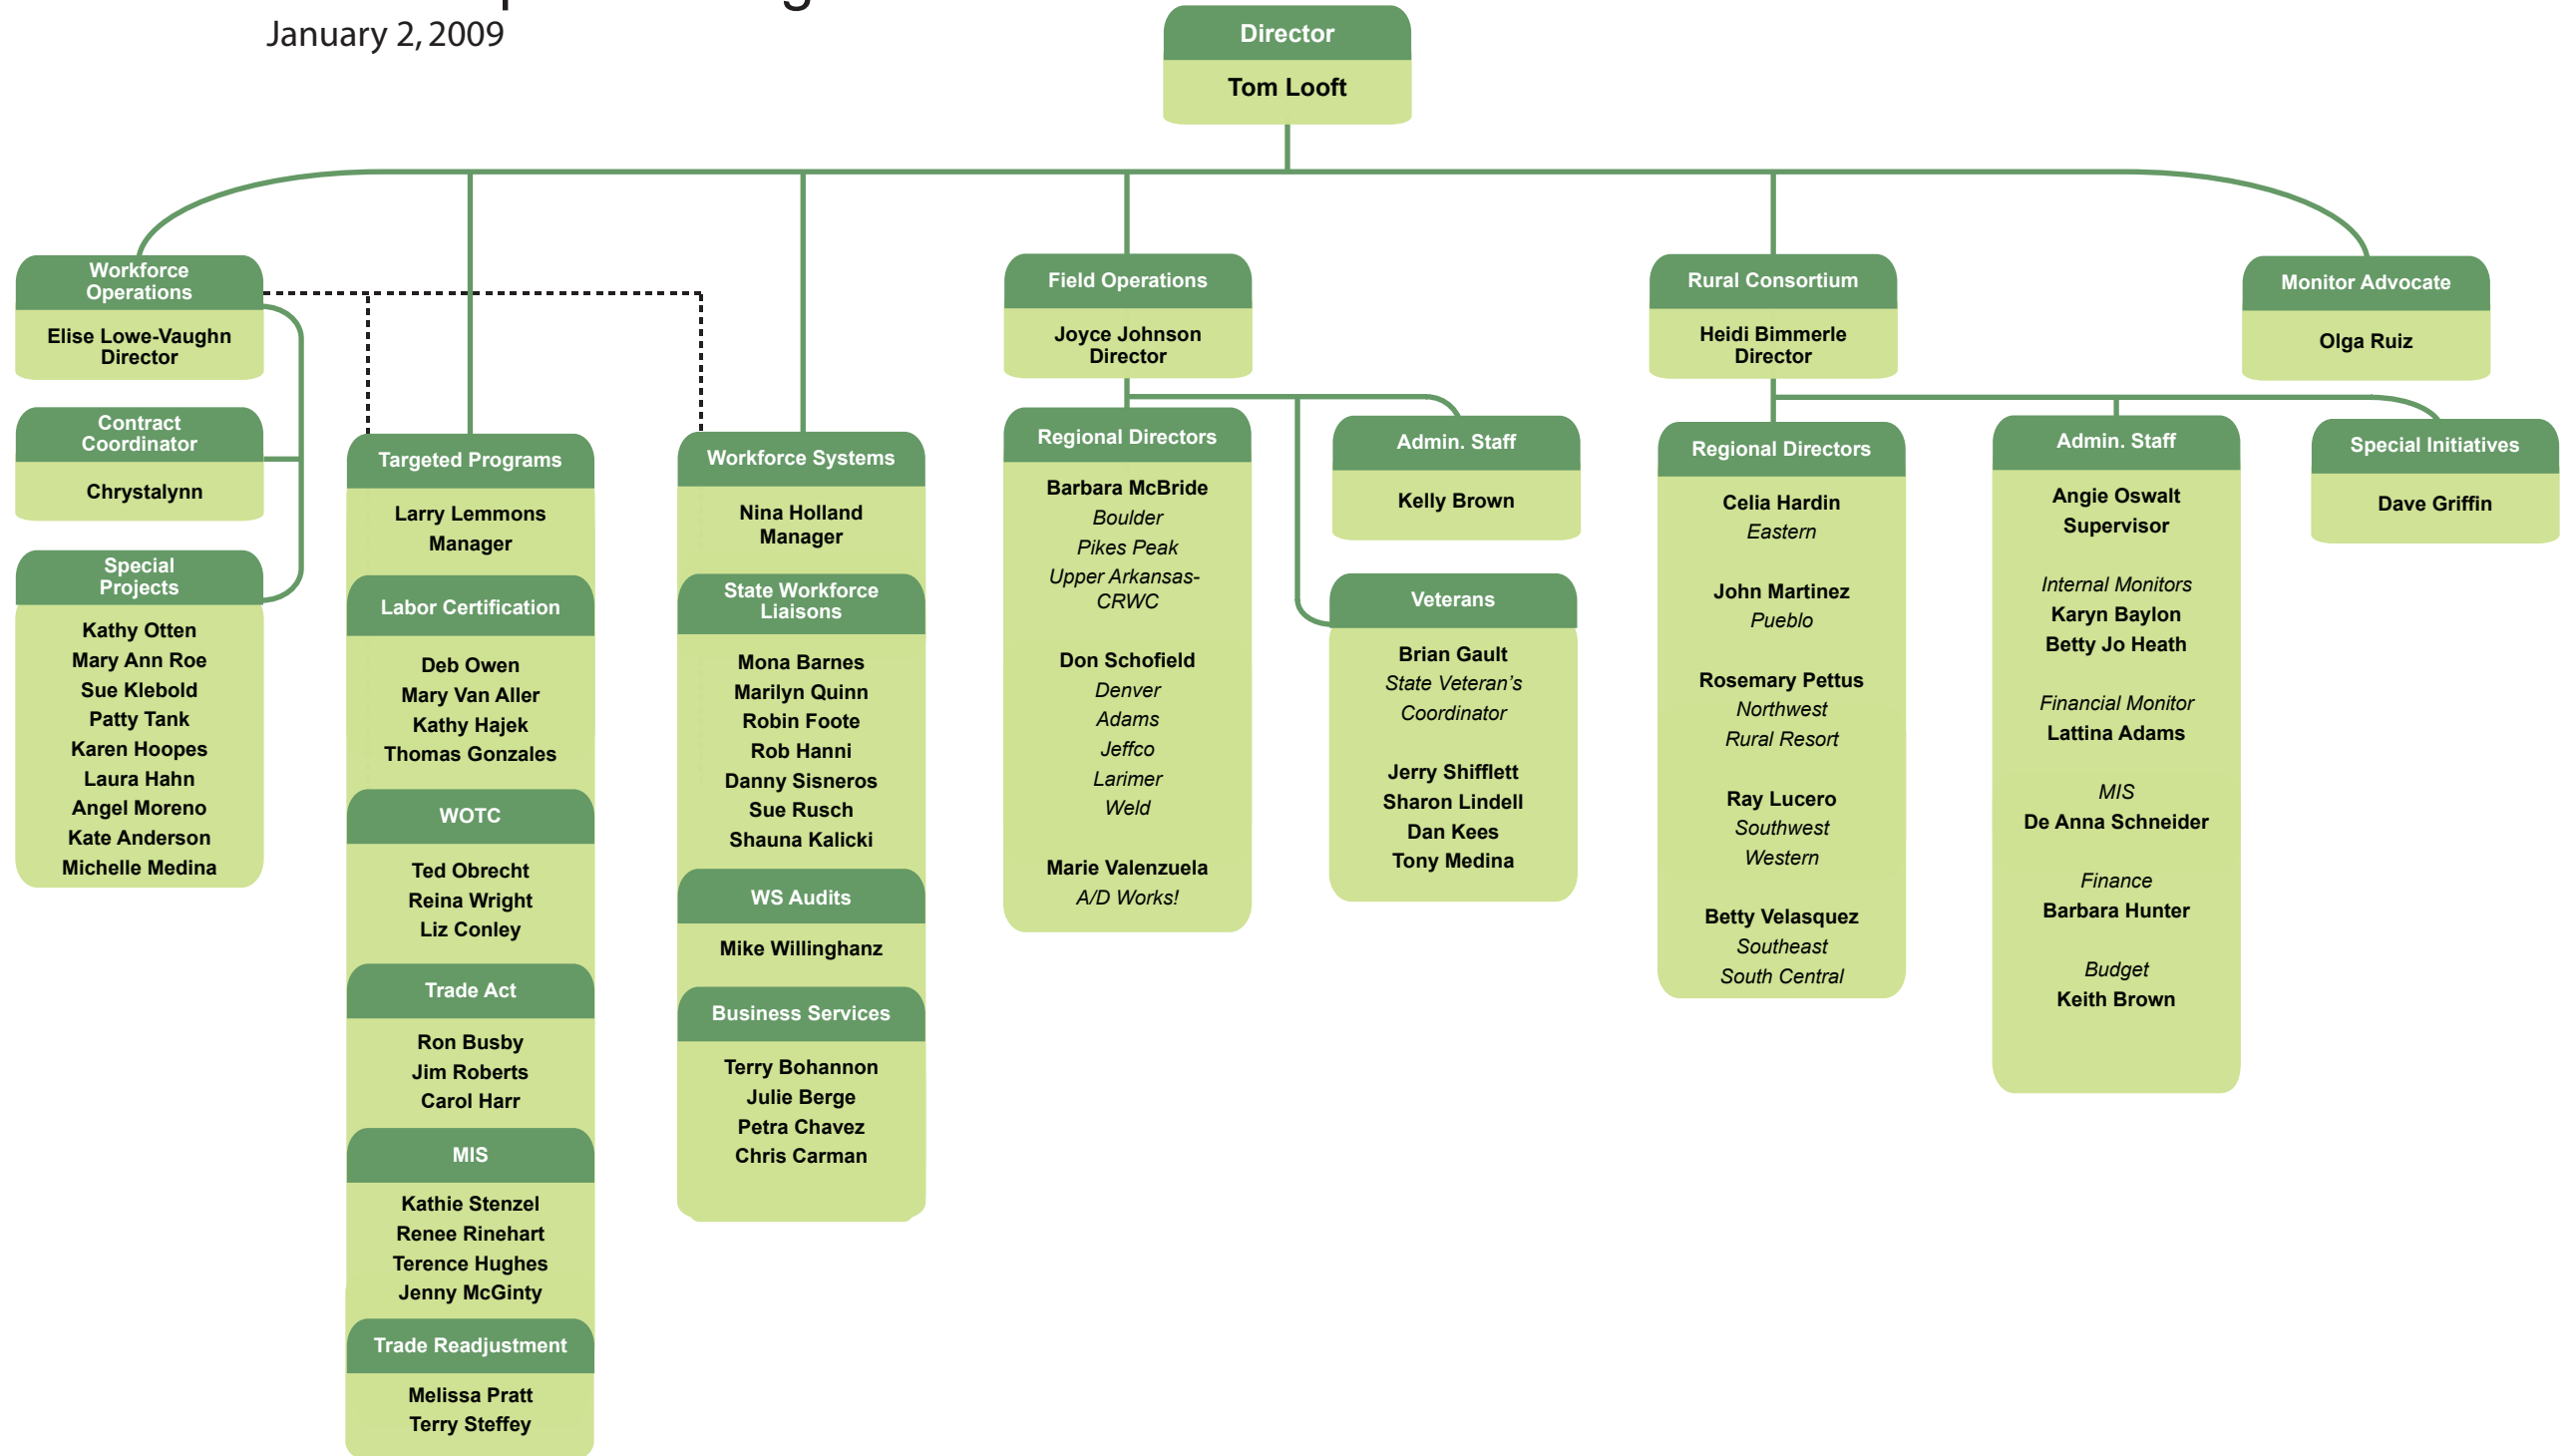 January 2, 2009
Director
Tom Looft
Workforce
Operations
Elise Lowe-Vaughn
Director
Contract
Coordinator
Chrystalynn
Special
Projects
Kathy Otten
Mary Ann Roe
Sue Klebold
Patty Tank
Karen Hoopes
Laura Hahn
Angel Moreno
Kate Anderson
Michelle Medina
Targeted Programs
Larry Lemmons
Manager
Labor Certification
Deb Owen
Mary Van Aller
Kathy Hajek
Thomas Gonzales
WOTC
Ted Obrecht
Reina Wright
Liz Conley
Trade Act
Ron Busby
Jim Roberts
Carol Harr
MIS
Kathie Stenzel
Renee Rinehart
Terence Hughes
Jenny McGinty
Trade Readjustment
Melissa Pratt
Terry Steffey
Workforce Systems
Nina Holland
Manager
State Workforce
Liaisons
Mona Barnes
Marilyn Quinn
Robin Foote
Rob Hanni
Danny Sisneros
Sue Rusch
Shauna Kalicki
WS Audits
Mike Willinghanz
Business Services
Terry Bohannon
Julie Berge
Petra Chavez
Chris Carman
Field Operations
Joyce Johnson
Director
Regional Directors
Barbara McBride
Boulder
Pikes Peak
Upper Arkansas-
CRWC
Don Schofield
Denver
Adams
Jeffco
Larimer
Weld
Marie Valenzuela
A/D Works!
Admin. Staff
Kelly Brown
Veterans
Brian Gault
State Veteran’s
Coordinator
Jerry Shifflett
Sharon Lindell
Dan Kees
Tony Medina
Rural Consortium
Heidi Bimmerle
Director
Regional Directors
Celia Hardin
Eastern
John Martinez
Pueblo
Rosemary Pettus
Northwest
Rural Resort
Ray Lucero
Southwest
Western
Betty Velasquez
Southeast
South Central
Admin. Staff
Angie Oswalt
Supervisor
Internal Monitors
Karyn Baylon
Betty Jo Heath
Financial Monitor
Lattina Adams
MIS
De Anna Schneider
Finance
Barbara Hunter
Budget
Keith Brown
Special Initiatives
Dave Griffin
Monitor Advocate
Olga Ruiz